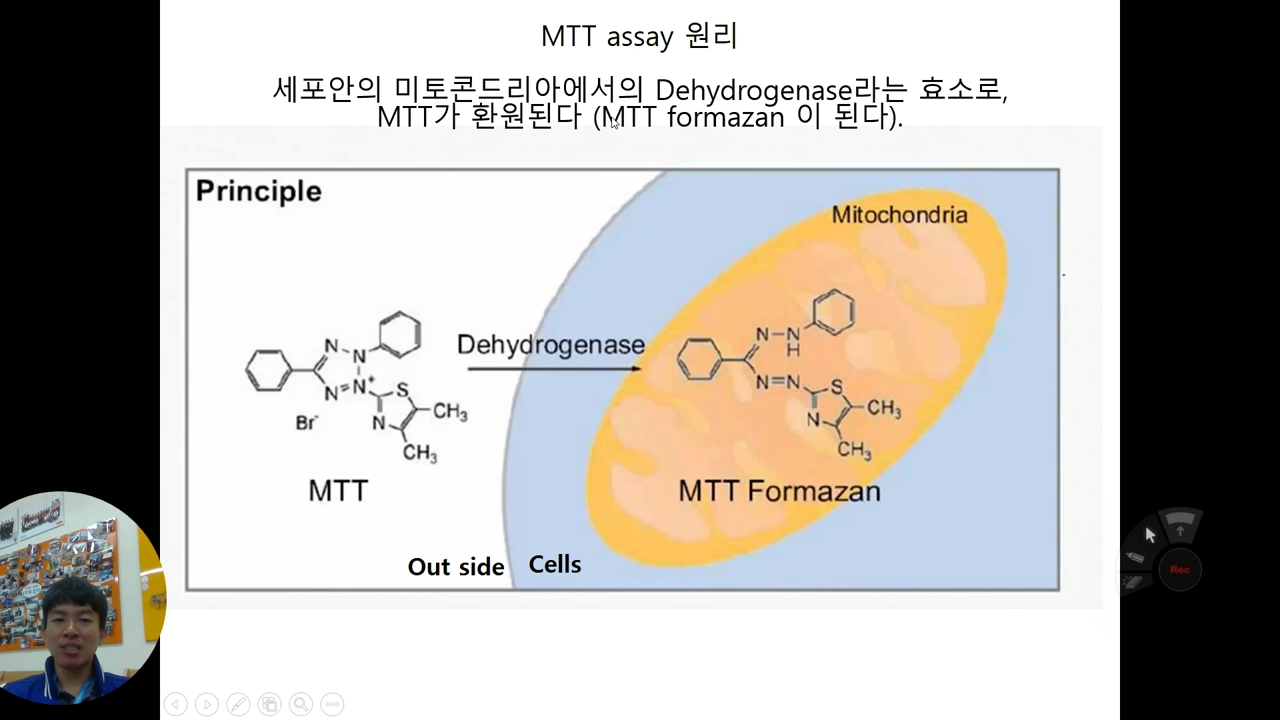 MTT assay 원리
세포안의 미토콘드리아에서의 Dehydrogenase라는 효소로,
MTT가 환원된다 (MTT formazan 이 된다).
Principle
Mitochondria
Dehydrogenase
N
N
N
N+
S
N
CH3
CH3
Br-
MTT
N-N
H
N=N
S
N
CH3
CH3
MTT Formazan
Out side
Cells
Rec